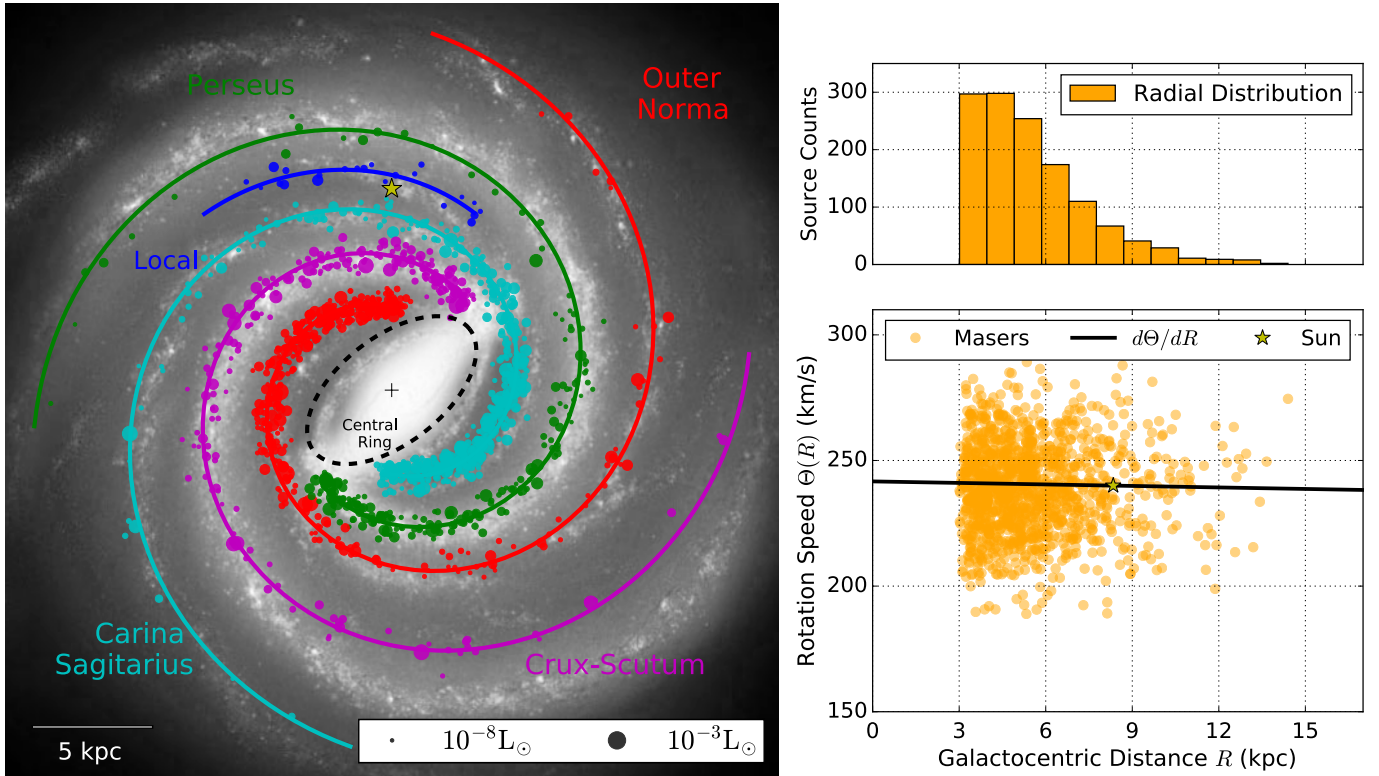 Perseus
Outer
Norma
Local
Central
Ring
Carina
Sagitarius
Crux-Scutum
5 kpc
10⁻⁸L☉
10⁻³L☉
Radial Distribution
Source Counts
300
200
100
0
Masers
dΘ/dR
Sun
Rotation Speed Θ(R) (km/s)
300
250
200
150
0 3 6 9 12 15
Galactocentric Distance R (kpc)